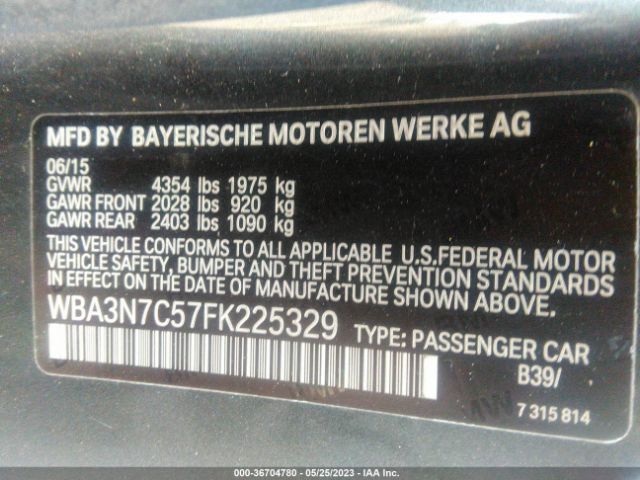 MFD BY BAYERISCHE MOTOREN WERKE AG
06/15
GVWR 4354 lbs 1975 kg
GAWR FRONT 2028 lbs 920 kg
GAWR REAR 2403 lbs 1090 kg
THIS VEHICLE CONFORMS TO ALL APPLICABLE U.S.FEDERAL MOTOR
VEHICLE SAFETY, BUMPER AND THEFT PREVENTION STANDARDS
IN EFFECT ON THE DATE OF MANUFACTURE SHOWN ABOVE.
WBA3N7C57FK225329 TYPE: PASSENGER CAR
B39/
7 315 814
000-36704780 - 05/25/2023 - IAA Inc.